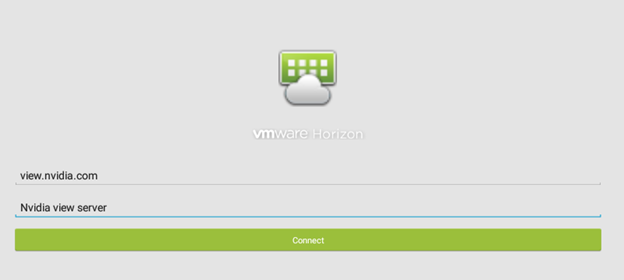 vmware Horizon
view.nvidia.com
Nvidia view server
Connect